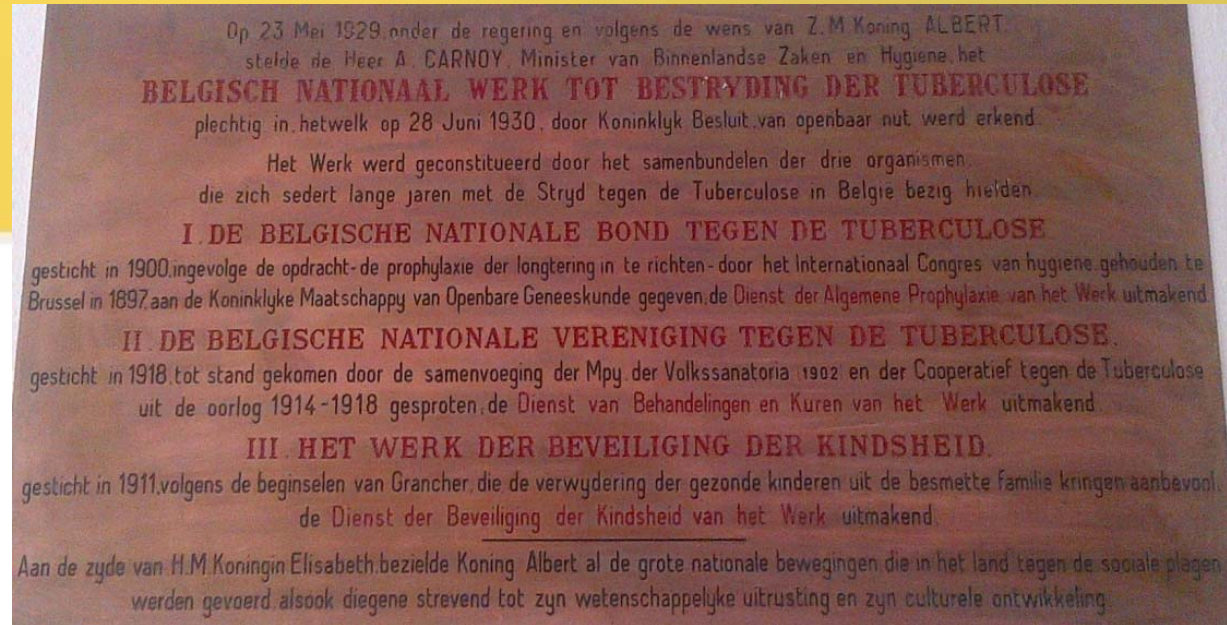 Op 23 Mei 1929, onder de regering en volgens de wens van Z.M Koning ALBERT.
stelde de Heer A. CARNOY, Minister van Binnenlandse Zaken en Hygiene, het
BELGISCH NATIONAAL WERK TOT BESTRYDING DER TUBERCULOSE
plechtig in, hetwelk op 28 Juni 1930, door Koninklyk Besluit, van openbaar nut werd erkend.
Het Werk werd geconstitueerd door het samenbundelen der drie organismen,
die zich sedert lange jaren met de Stryd tegen de Tuberculose in België bezig hielden.
I. DE BELGISCHE NATIONALE BOND TEGEN DE TUBERCULOSE
gesticht in 1900, ingevolge de opdracht - de prophylaxie der longtering in te richten - door het Internationaal Congres van hygiene, gehouden te
Brussel in 1897, aan de Koninklyke Maatschappy van Openbare Geneeskunde gegeven, de Dienst der Algemene Prophylaxie van het Werk uitmakend.
II. DE BELGISCHE NATIONALE VERENIGING TEGEN DE TUBERCULOSE.
gesticht in 1918, tot stand gekomen door de samenvoeging der Mpy. der Volkssanatoria 1902 en der Cooperatief tegen de Tuberculose
uit de oorlog 1914-1918 gesproten, de Dienst van Behandelingen en Kuren van het Werk uitmakend.
III. HET WERK DER BEVEILIGING DER KINDSHEID.
gesticht in 1911, volgens de beginselen van Grancher, die de verwydering der gezonde kinderen uit de besmette familie kringen aanbevool,
de Dienst der Beveiliging der Kindsheid van het Werk uitmakend.
Aan de zyde van H.M Koningin Elisabeth, bezielde Koning Albert al de grote nationale bewegingen die in het land tegen de sociale plagen
werden gevoerd, alsook diegene strevend tot zyn wetenschappelyke uitrusting en zyn culturele ontwikkeling.